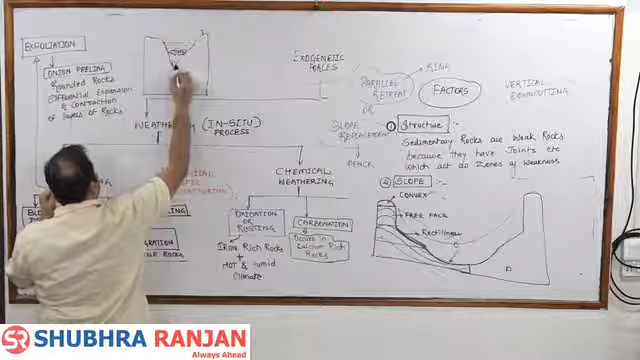 EXFOLIATION
ONION PEELING
Rounded Rocks
Differential Expansion
& CONTRACTION
of LAYERS of Rocks
EXOGENETIC
FORCES
PARALLEL
RETREAT
OR
SLOPE
REPLACEMENT
PENCK
KING
FACTORS
VERTICAL
(IN-SITU)
PROCESS
CHEMICAL
WEATHERING
OXIDATION
OR
RUSTING
IRON Rich Rocks
+
HOT & Humid
Climate
CARBONATION
Occurs in
Calcium Rich
Rocks
① Structure :-
Sedimentary Rocks are Weak Rocks
because they have Joints etc
which act as Zones of Weakness
② SLOPE :-
CONVEX
FREE FACE
Rectilinear
C
D
SR SHUBHRA RANJAN
Always Ahead